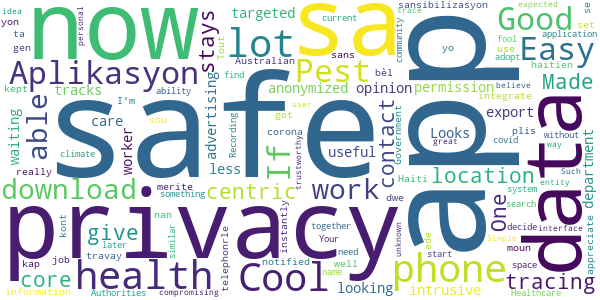 now
sa
app
safe
privacy
data
Aplikasyon
lot
Pest
Good
Easy
stays
targeted
Australian
anonymized
opinion
permission
sansibilizasyon
current
trace
community
yo
fool
adopt
idea
yon
ta
gen
personal
kept
tracks
I'm
ability
Tout
sans
find
use
application
set
se
expected
bèl
haitien
integrate
Made
able
waiting
care
worker
advertising
Recording
got
corona
If
sou
user
contact
government
Looks
export
plis
really
climate
less
useful
great
covid
without
way
believe
download
centric
work
trustworthy
location
One
department
Haiti
system
entity
Such
search
appreciate
merite
something
give
later
nan
instantly
together
Your
dwe
unknown
ede
Simple
decide
interface
moun
start
space
kont
travay
similar
telephonrle
notified
well
need
name
phone
tracing
core
kap
job
health
Cool
looking
intrusive
information
Authorities
compromising
Healthcare